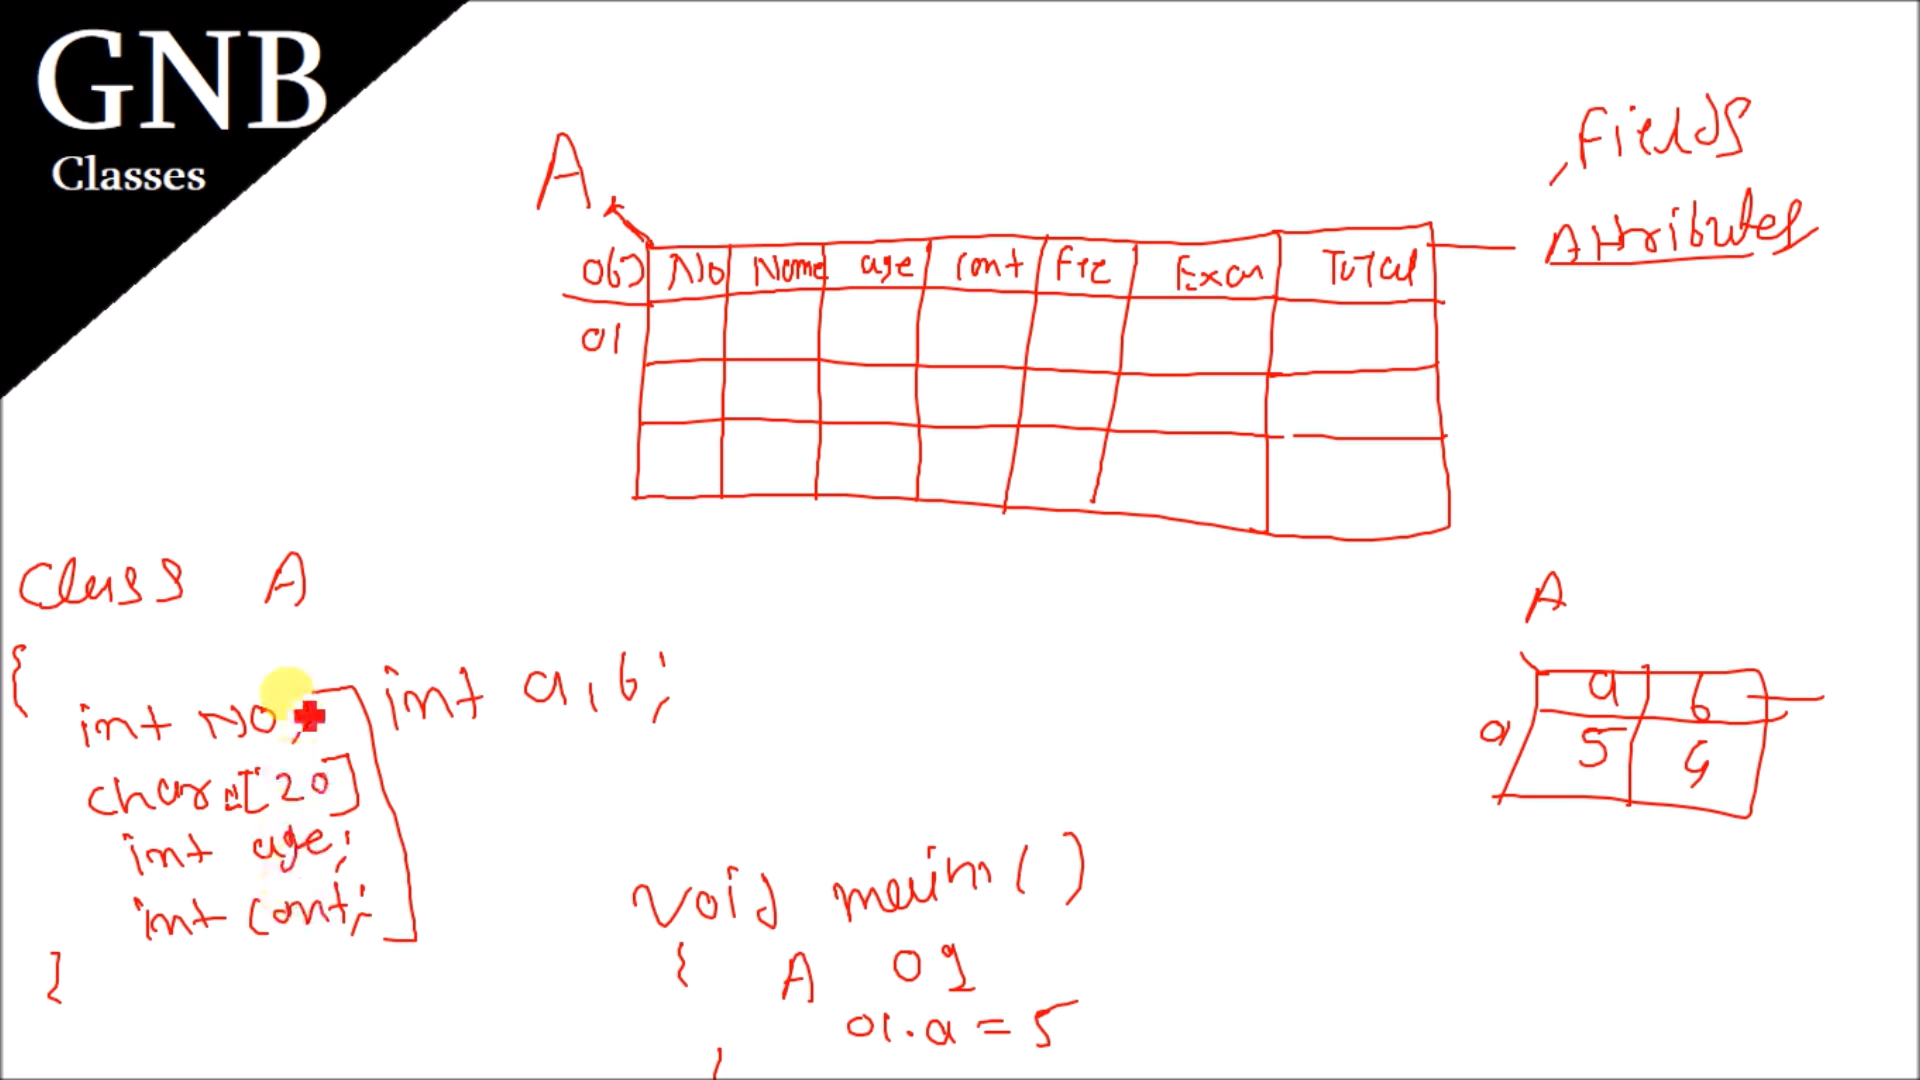 GNB
Classes
Fields
Attributes
A
obj No Name age Cont Fee Exam Total
o1
Class A
{
int No;
int a, b;
char n[20]
int age;
int Cont;
}
void main()
{ A o1
o1.a = 5
}
A
a b
o 5 4